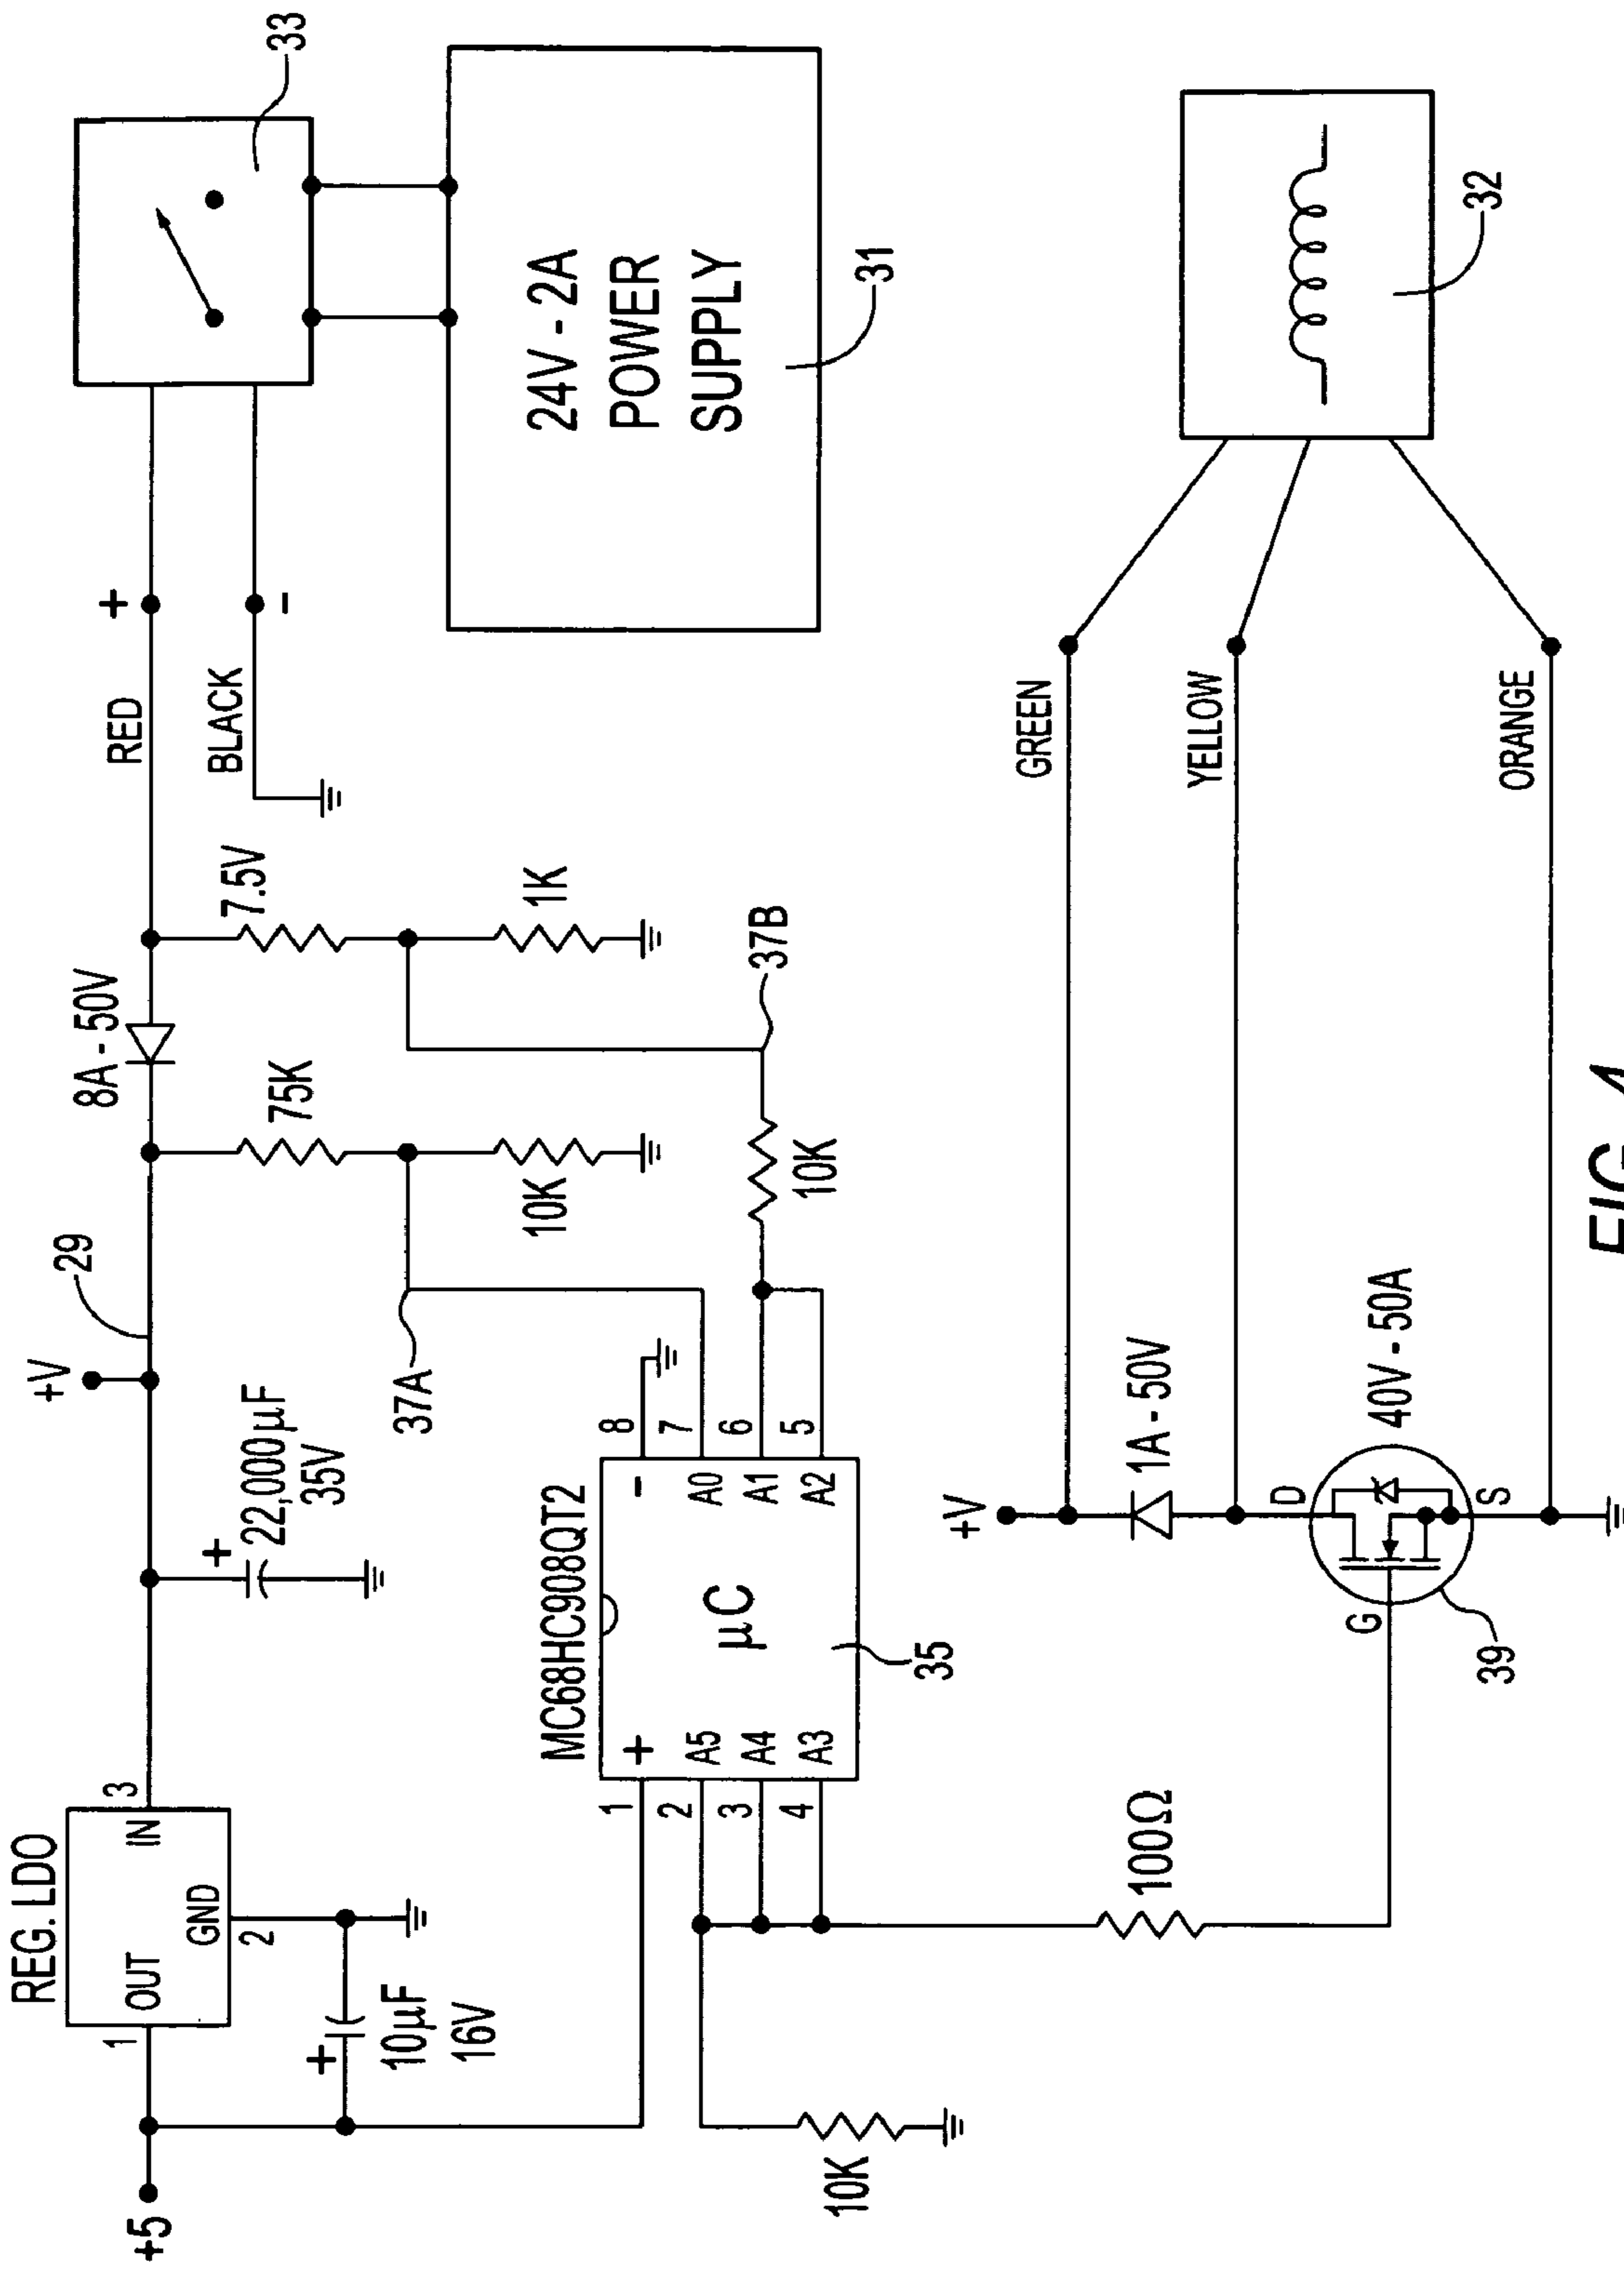 REG. LDO
OUT
IN
GND
1
2
3
+5
+
10µF
16V
+
22,000µF
35V
+V
29
8A - 50V
75K
10K
7.5V
1K
RED
BLACK
+
-
33
24V - 2A
POWER
SUPPLY
31
37A
37B
10K
MC68HC908QT2
µC
+
A5
A4
A3
-
A0
A1
A2
1
2
3
4
8
7
6
5
35
10K
100Ω
+V
1A - 50V
40V - 50A
G
D
S
39
GREEN
YELLOW
ORANGE
32
FIG. 4